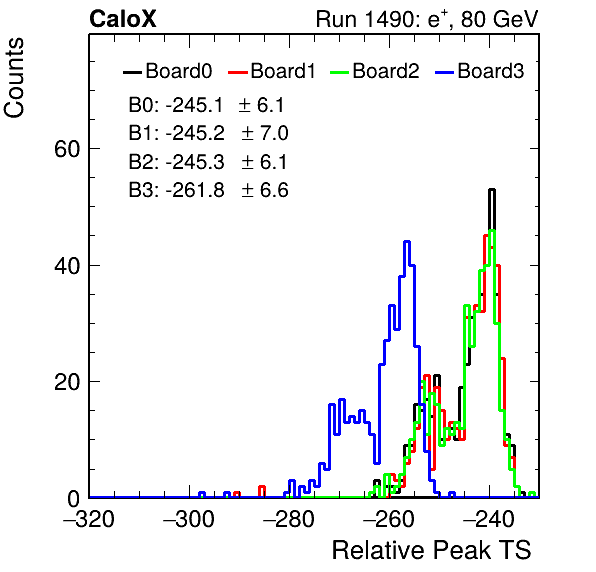 CaloX Run 1490: e⁺, 80 GeV
Counts
Board0 Board1 Board2 Board3
B0: -245.1 ± 6.1
B1: -245.2 ± 7.0
B2: -245.3 ± 6.1
B3: -261.8 ± 6.6
60
40
20
0
−320 −300 −280 −260 −240
Relative Peak TS